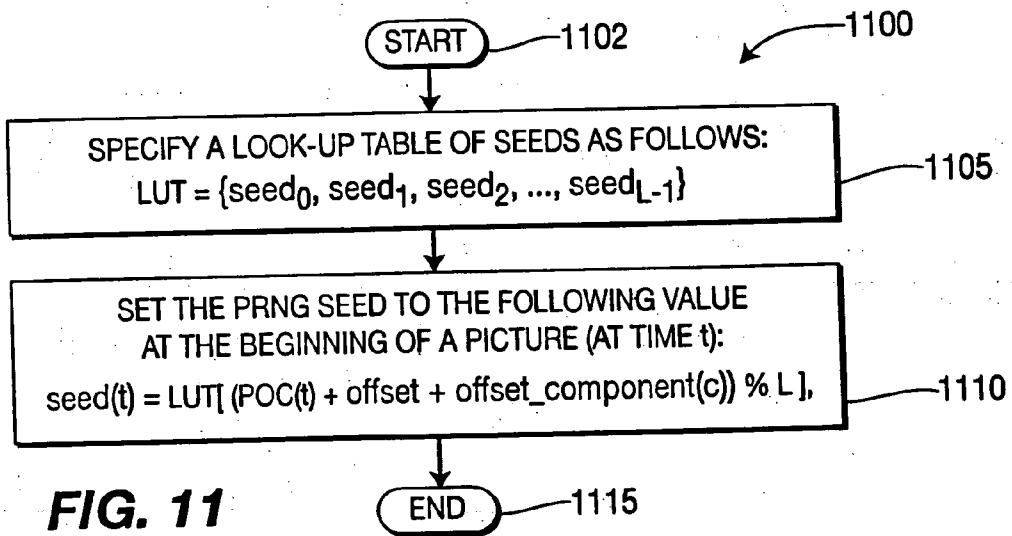 START
1102
1100
SPECIFY A LOOK-UP TABLE OF SEEDS AS FOLLOWS:
LUT = {seed0, seed1, seed2, ..., seedL-1}
1105
SET THE PRNG SEED TO THE FOLLOWING VALUE
AT THE BEGINNING OF A PICTURE (AT TIME t):
seed(t) = LUT[ (POC(t) + offset + offset_component(c)) % L ],
1110
FIG. 11
END
1115